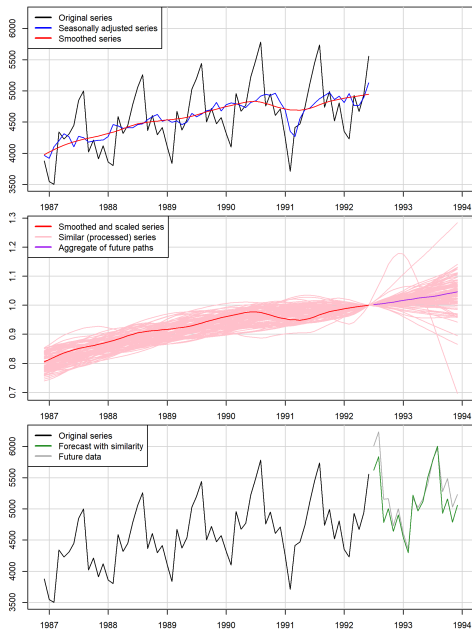 Original series
Seasonally adjusted series
Smoothed series
3500 4000 4500 5000 5500 6000
1987 1988 1989 1990 1991 1992 1993 1994
Smoothed and scaled series
Similar (processed) series
Aggregate of future paths
0.7 0.8 0.9 1.0 1.1 1.2 1.3
1987 1988 1989 1990 1991 1992 1993 1994
Original series
Forecast with similarity
Future data
3500 4000 4500 5000 5500 6000
1987 1988 1989 1990 1991 1992 1993 1994